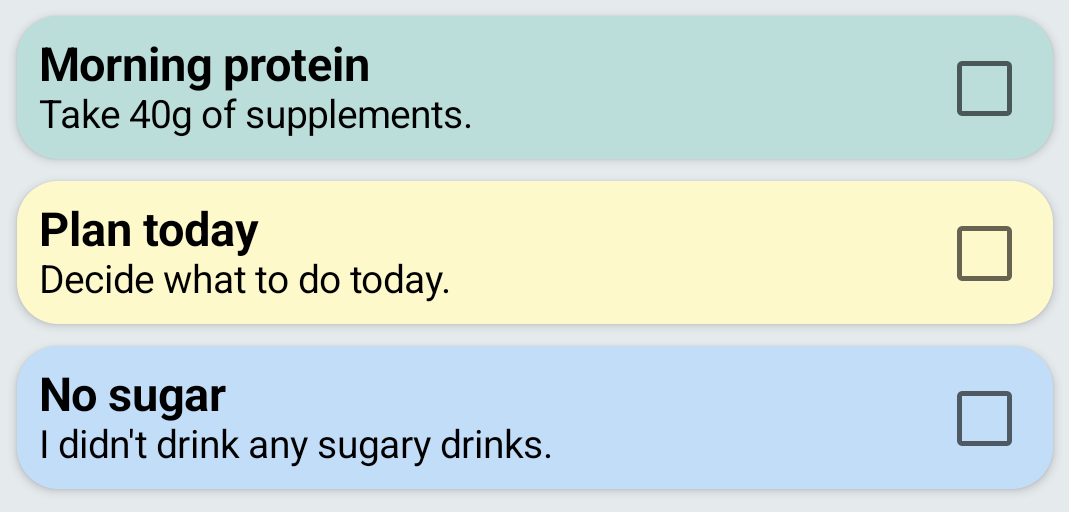 Morning protein
Take 40g of supplements.
Plan today
Decide what to do today.
No sugar
I didn't drink any sugary drinks.